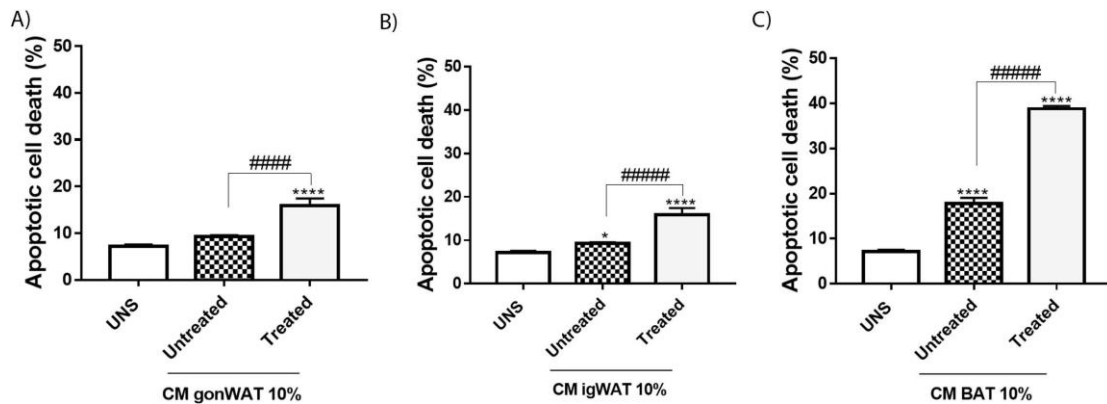 A)
Apoptotic cell death (%)
50
40
30
20
10
0
####
****
UNS
Untreated
Treated
CM gonWAT 10%
B)
Apoptotic cell death (%)
50
40
30
20
10
0
#####
*
****
UNS
Untreated
Treated
CM igWAT 10%
C)
Apoptotic cell death (%)
50
40
30
20
10
0
#####
****
****
UNS
Untreated
Treated
CM BAT 10%